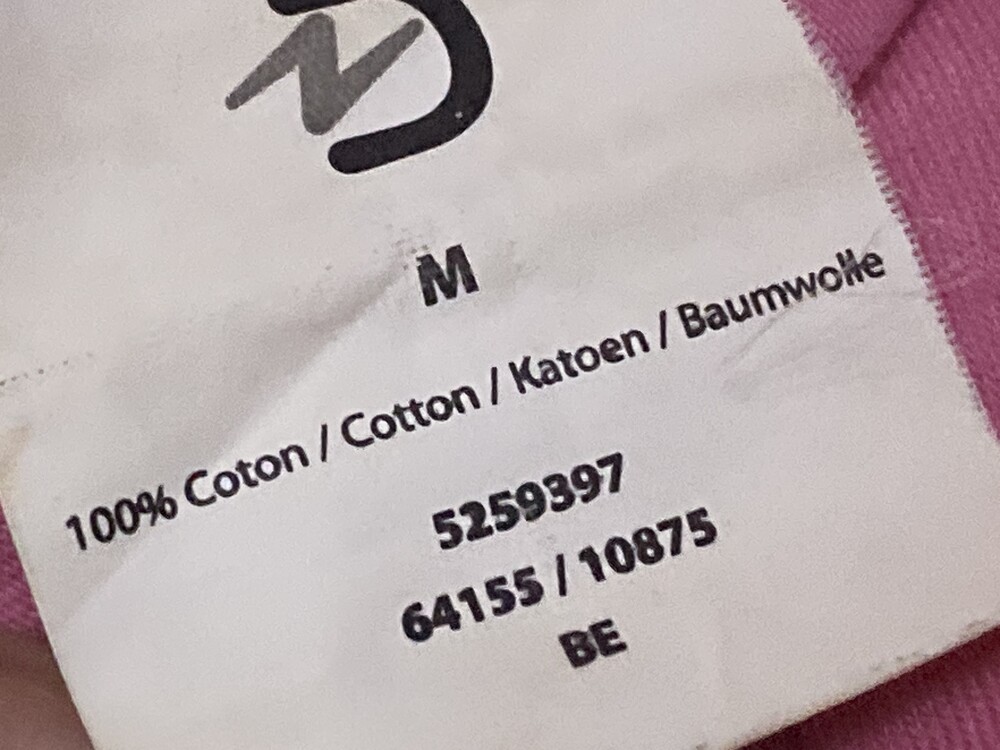 M
100% Coton / Cotton / Katoen / Baumwolle
5259397
64155 / 10875
BE